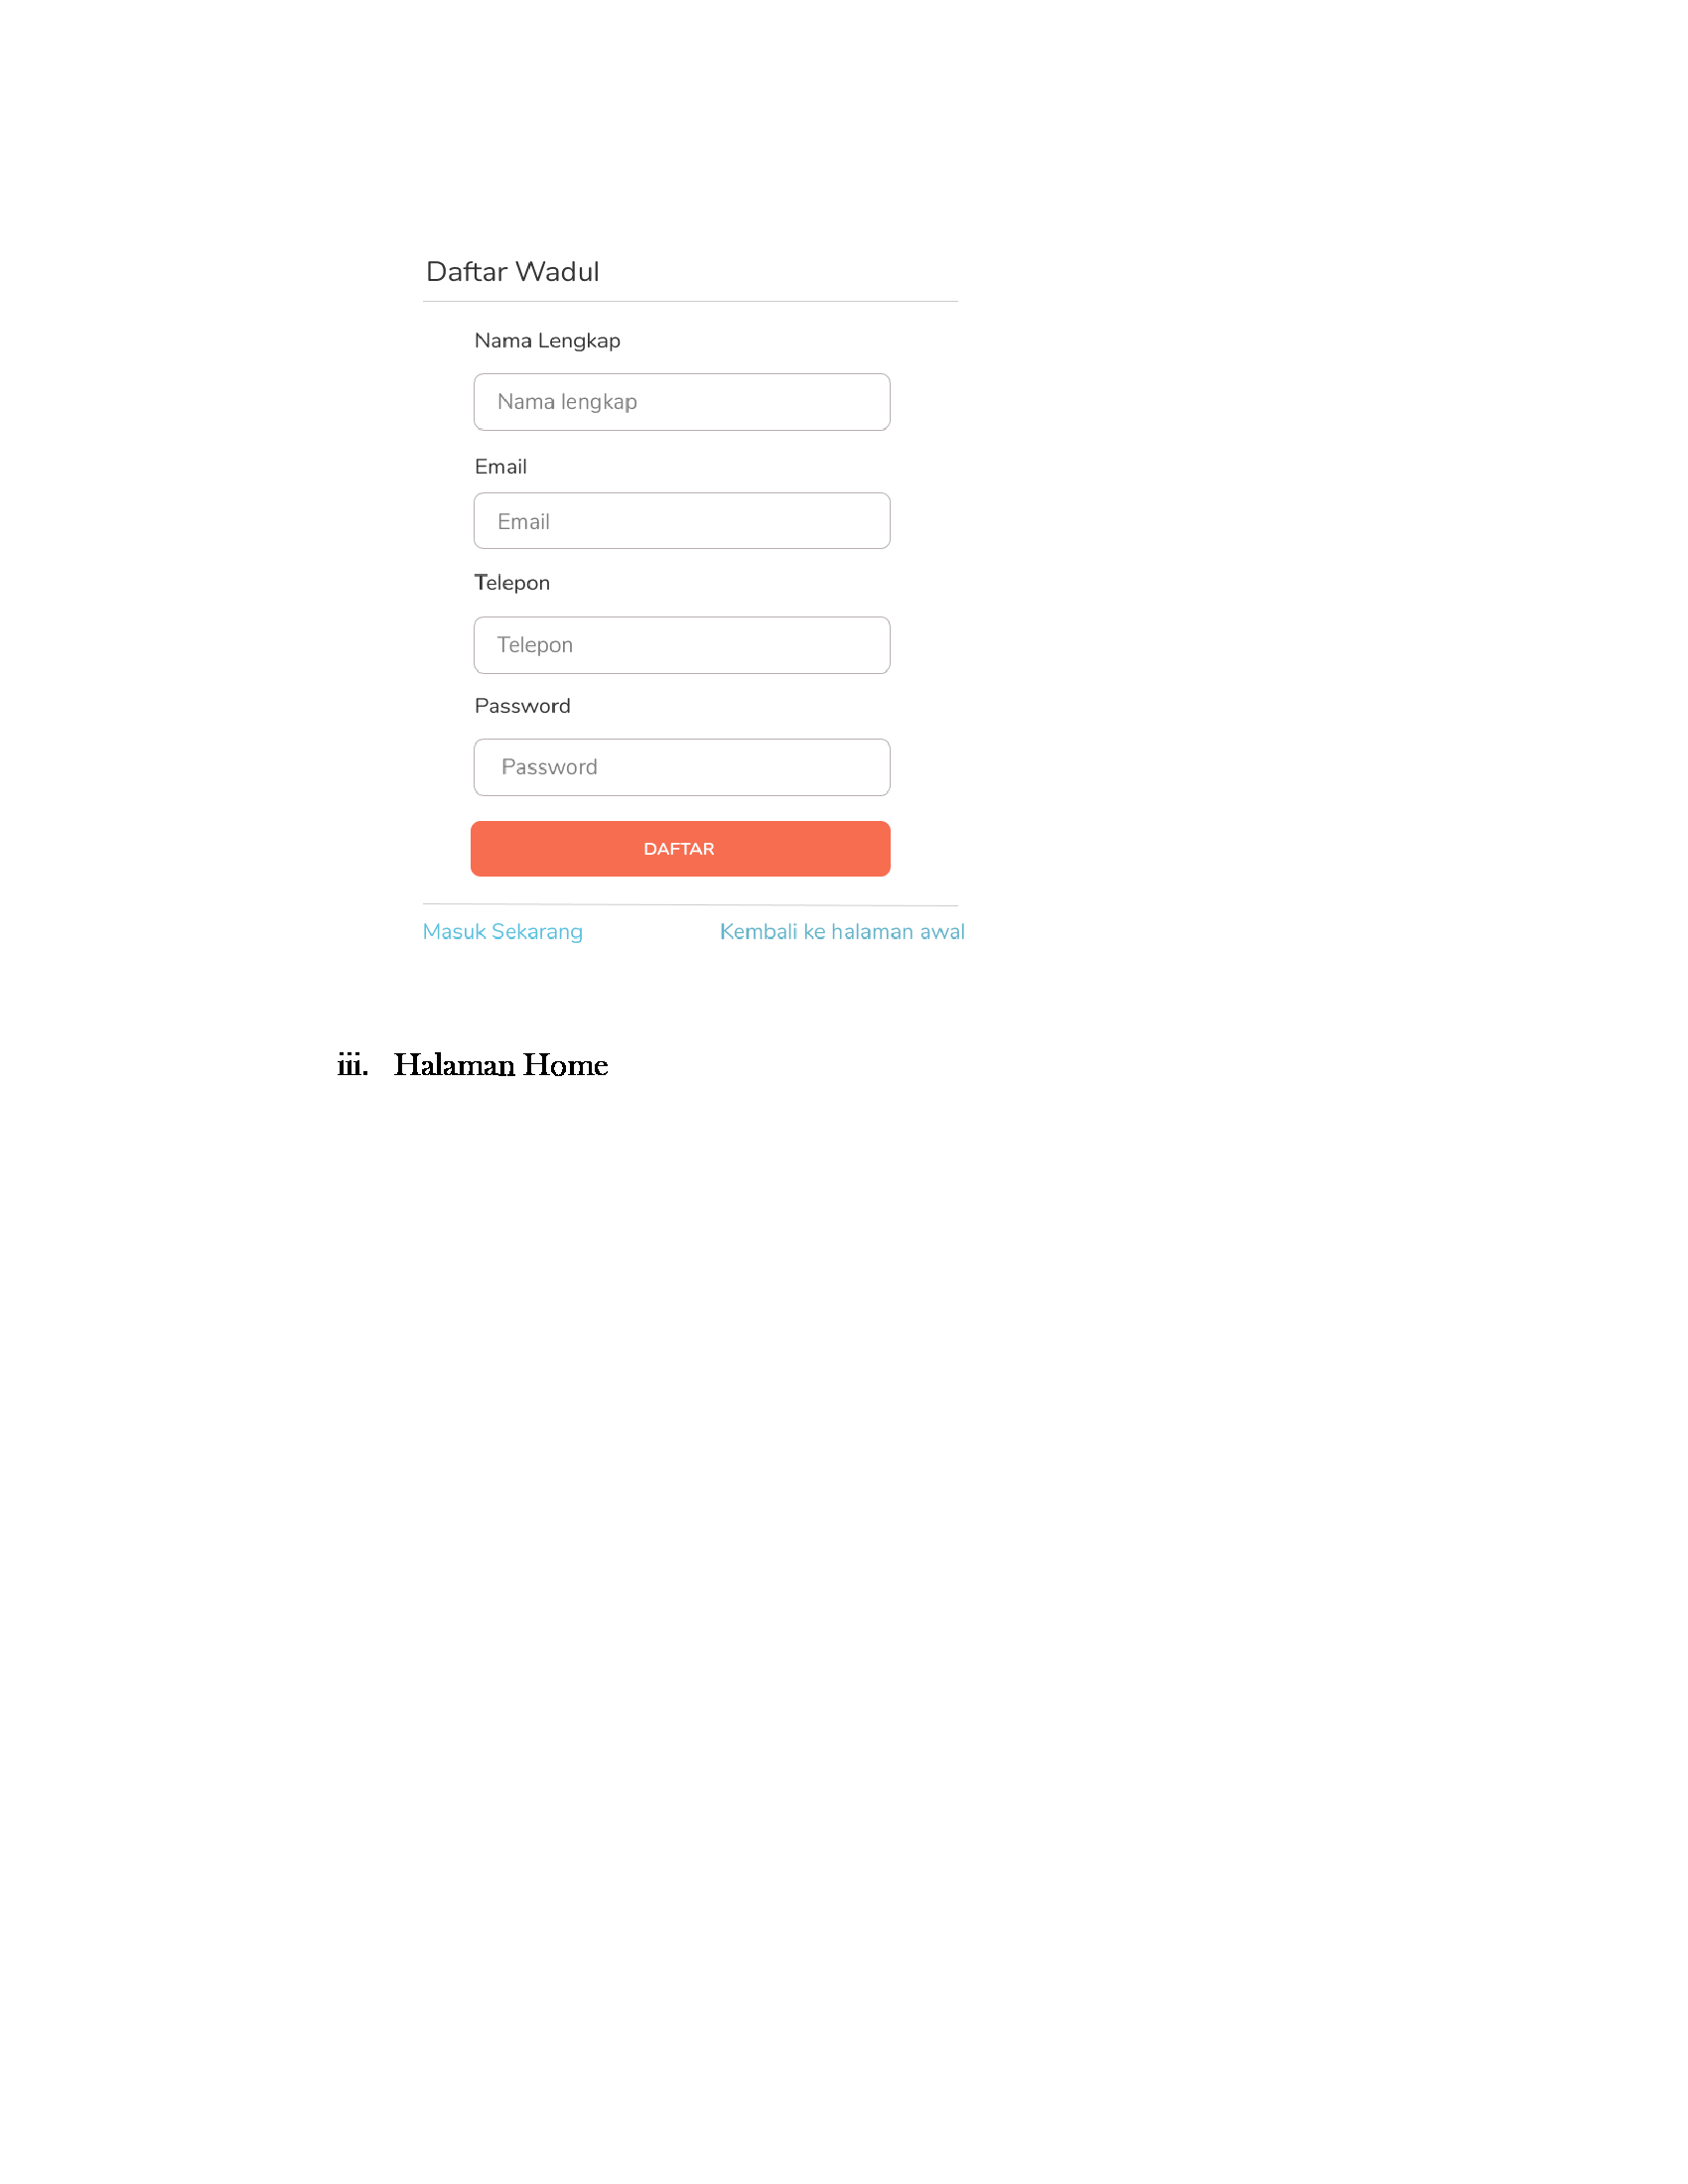 Daftar Wadul
Nama Lengkap
Nama lengkap
Email
Email
Telepon
Telepon
Password
Password
DAFTAR
Masuk Sekarang Kembali ke halaman awal
iii. Halaman Home